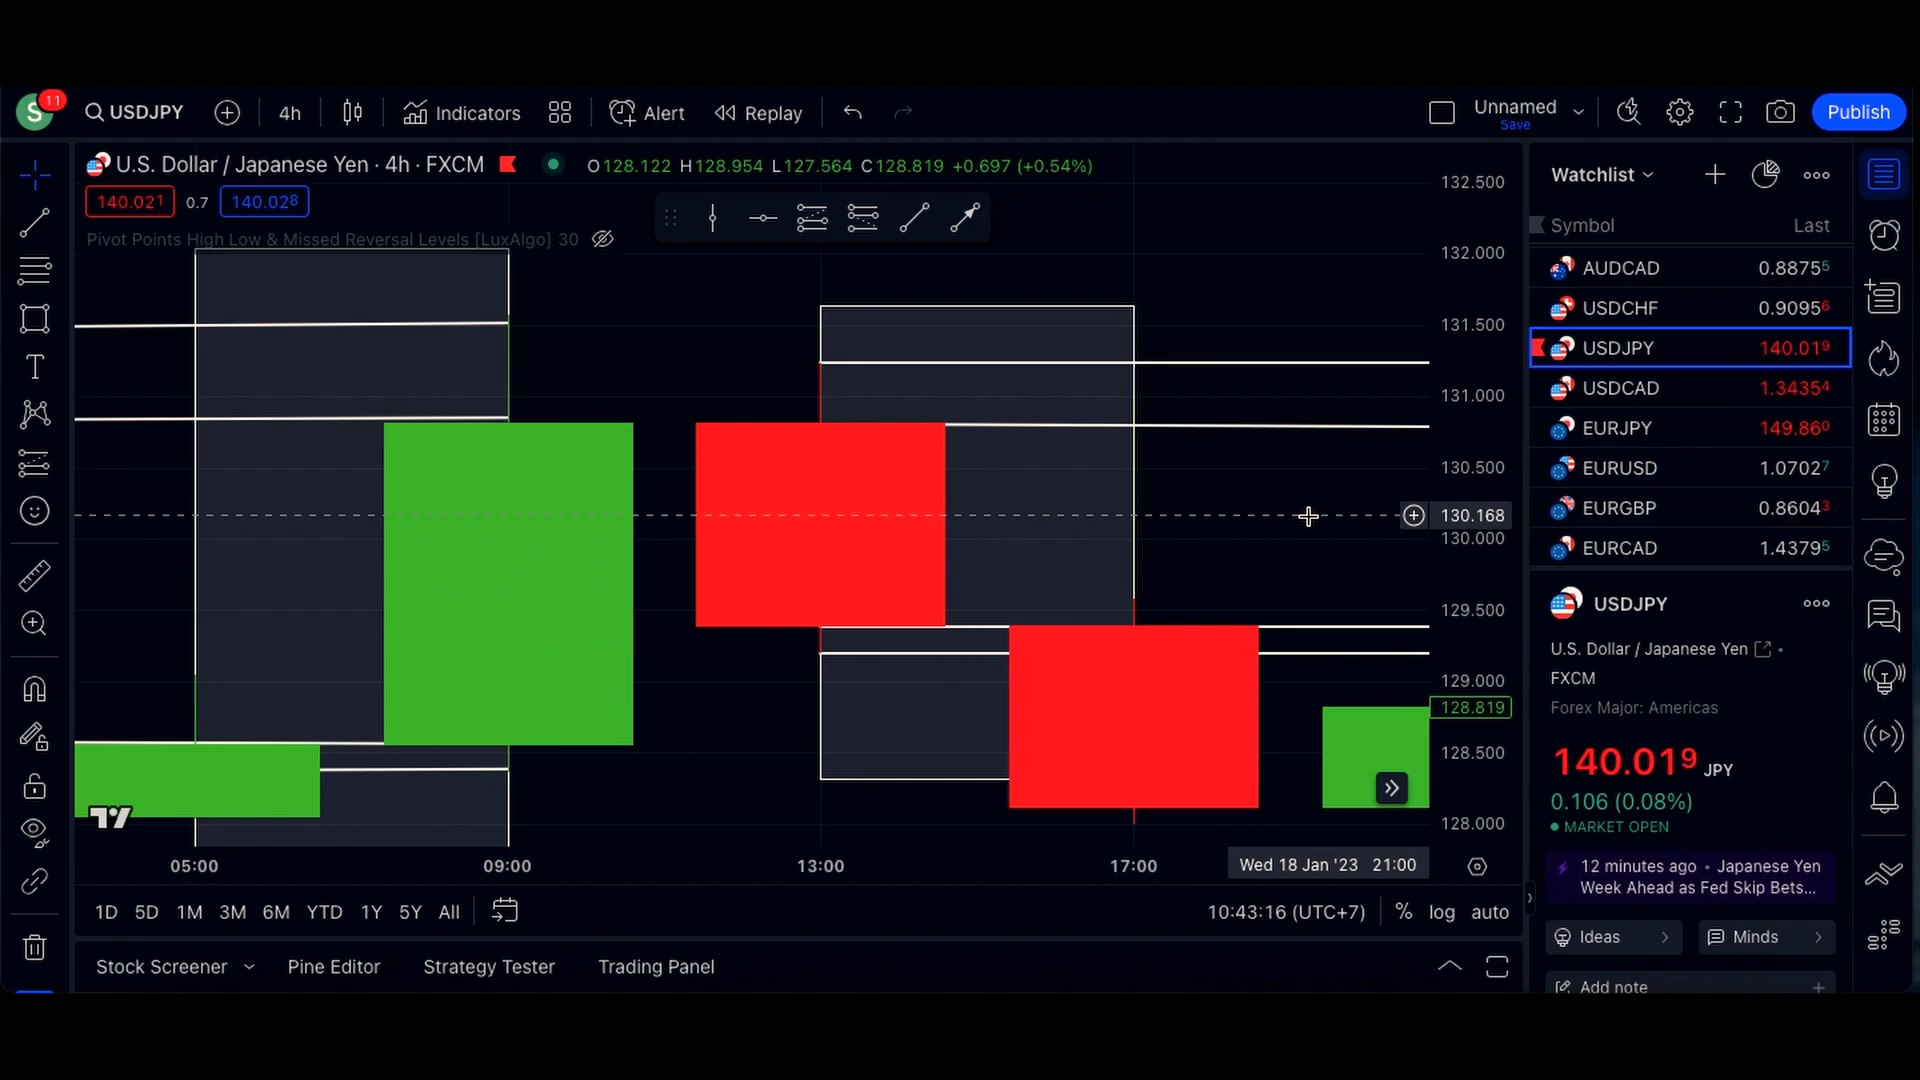 S 11 USDJPY 4h Indicators Alert Replay Unnamed Save Publish
U.S. Dollar / Japanese Yen · 4h · FXCM O128.122 H128.954 L127.564 C128.819 +0.697 (+0.54%)
140.021 0.7 140.028
Pivot Points High Low & Missed Reversal Levels [LuxAlgo] 30
132.500
132.000
131.500
131.000
130.500
130.168
130.000
129.500
129.000
128.819
128.500
128.000
05:00 09:00 13:00 17:00 Wed 18 Jan '23 21:00
1D 5D 1M 3M 6M YTD 1Y 5Y All 10:43:16 (UTC+7) % log auto
Stock Screener Pine Editor Strategy Tester Trading Panel
Watchlist
Symbol Last
AUDCAD 0.88755
USDCHF 0.90956
USDJPY 140.019
USDCAD 1.34354
EURJPY 149.860
EURUSD 1.07027
EURGBP 0.86043
EURCAD 1.43795
USDJPY
U.S. Dollar / Japanese Yen ·
FXCM
Forex Major: Americas
140.019 JPY
0.106 (0.08%)
MARKET OPEN
12 minutes ago · Japanese Yen
Week Ahead as Fed Skip Bets...
Ideas Minds
Add note